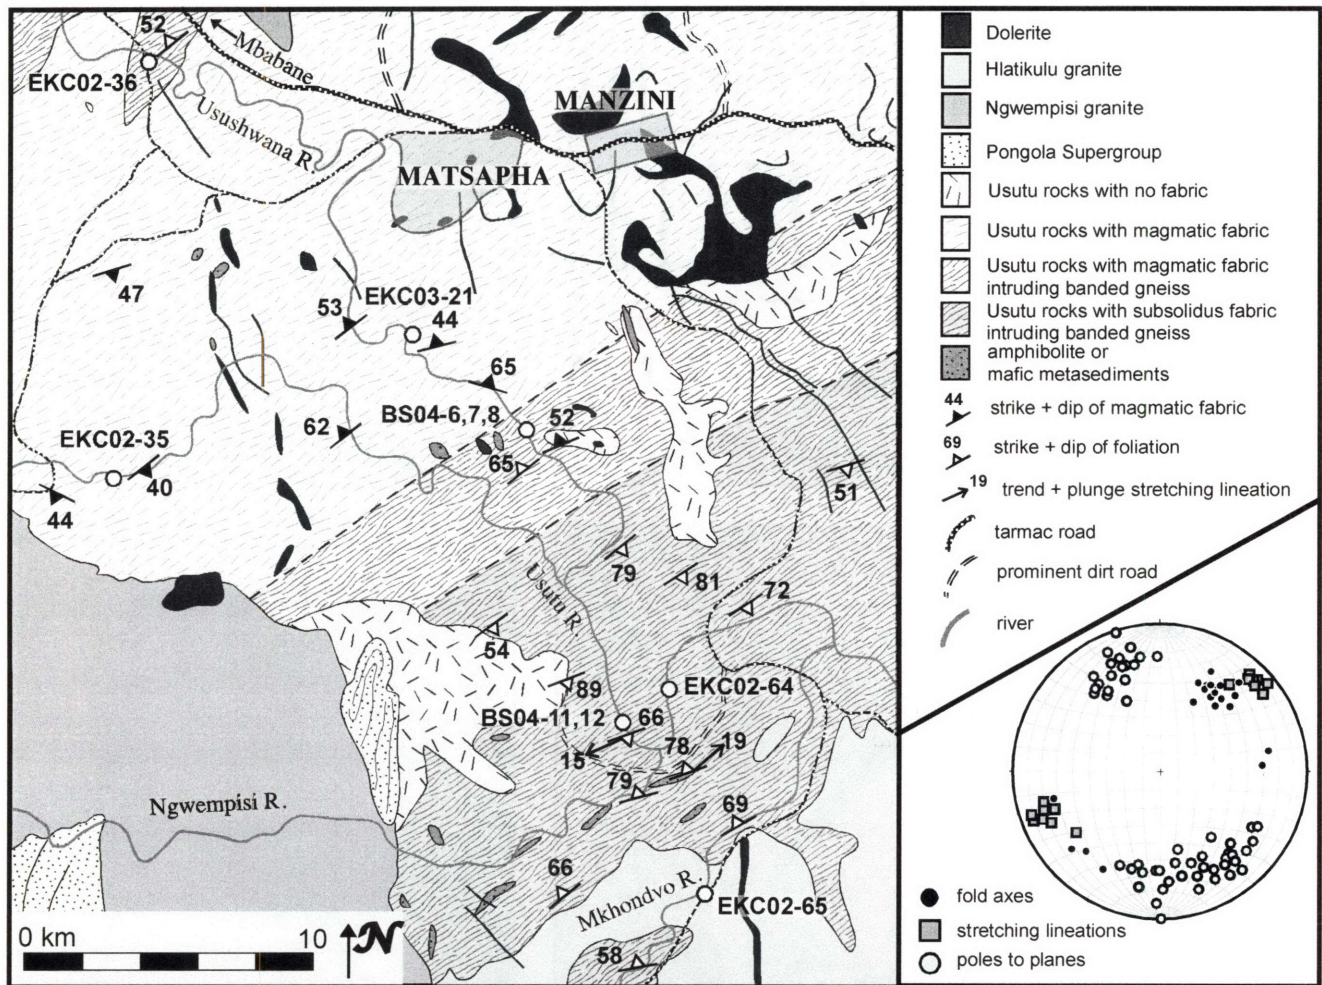 52
Mbabane
EKC02-36
Usushwana R.
MANZINI
MATSAPHA
47
53
EKC03-21
44
65
BS04-6,7,8
52
62
EKC02-35
65
40
51
44
79
81
72
Usutu R.
54
89
EKC02-64
BS04-11,12
66
15
78
19
79
Ngwempisi R.
69
66
Mkhondvo R.
EKC02-65
58
0 km
10
N
Dolerite
Hlatikulu granite
Ngwempisi granite
Pongola Supergroup
Usutu rocks with no fabric
Usutu rocks with magmatic fabric
Usutu rocks with magmatic fabric
intruding banded gneiss
Usutu rocks with subsolidus fabric
intruding banded gneiss
amphibolite or
mafic metasediments
44 strike + dip of magmatic fabric
69 strike + dip of foliation
19 trend + plunge stretching lineation
tarmac road
prominent dirt road
river
fold axes
stretching lineations
poles to planes